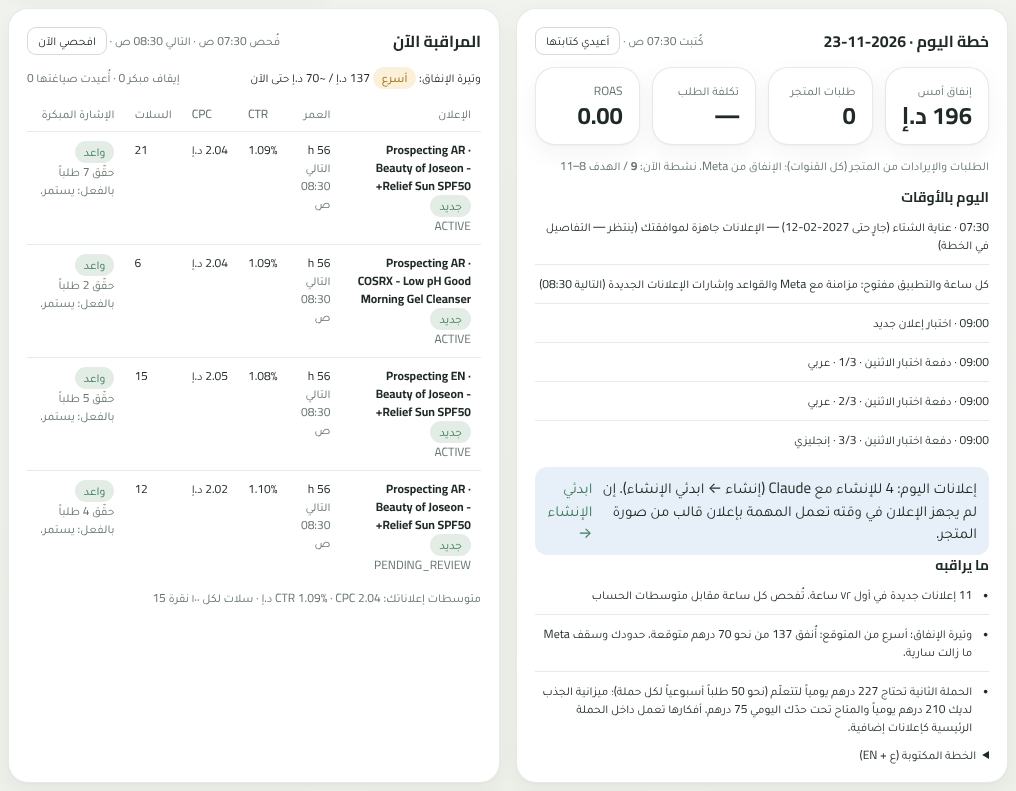 خطة اليوم · 2026-11-23
كُتبت 07:30 ص ·
أعيدي كتابتها
إنفاق أمس
196 د.إ
طلبات المتجر
0
تكلفة الطلب
—
ROAS
0.00
الطلبات والإيرادات من المتجر (كل القنوات)؛ الإنفاق من Meta. نشطة الآن: 9 / الهدف 8–11
اليوم بالأوقات
07:30 · عناية الشتاء (جارٍ حتى 2027-02-12) — الإعلانات جاهزة لموافقتك (ينتظر — التفاصيل
في الخطة)
كل ساعة والتطبيق مفتوح: مزامنة مع Meta والقواعد وإشارات الإعلانات الجديدة (التالية 08:30)
09:00 · اختبار إعلان جديد
09:00 · دفعة اختبار الاثنين · 1/3 · عربي
09:00 · دفعة اختبار الاثنين · 2/3 · عربي
09:00 · دفعة اختبار الاثنين · 3/3 · إنجليزي
إعلانات اليوم: 4 للإنشاء مع Claude (إنشاء ← ابدئي الإنشاء). إن
لم يجهز الإعلان في وقته تعمل المهمة بإعلان قالب من صورة
المتجر.
ابدئي
الإنشاء
→
ما يراقبه
• 11 إعلانات جديدة في أول ٧٢ ساعة، تُفحص كل ساعة مقابل متوسطات الحساب
• وتيرة الإنفاق: أسرع من المتوقع: أُنفق 137 من نحو 70 درهم متوقعة. حدودك وسقف Meta
ما زالت سارية.
• الحملة الثانية تحتاج 227 درهم يومياً لتتعلّم (نحو 50 طلباً أسبوعياً لكل حملة)؛ ميزانية الجذب
لديك 210 درهم يومياً والمتاح تحت حدّك اليومي 75 درهم. أفكارها تعمل داخل الحملة
الرئيسية كإعلانات إضافية.
◀ الخطة المكتوبة (ع + EN)
المراقبة الآن
فُحص 07:30 ص · التالي 08:30 ص ·
افحصي الآن
وتيرة الإنفاق: أسرع 137 د.إ / ~70 د.إ حتى الآن
إيقاف مبكر 0 · أُعيدت صياغتها 0
الإعلان العمر CTR CPC السلات الإشارة المبكرة
Prospecting AR ·
Beauty of Joseon -
Relief Sun SPF50+
جديد
ACTIVE
56 h
التالي
08:30
ص
1.09%
2.04 د.إ
21
واعد
حقّق 7 طلباً
بالفعل: يستمر.
Prospecting AR ·
COSRX - Low pH Good
Morning Gel Cleanser
جديد
ACTIVE
56 h
التالي
08:30
ص
1.09%
2.04 د.إ
6
واعد
حقّق 2 طلباً
بالفعل: يستمر.
Prospecting EN ·
Beauty of Joseon -
Relief Sun SPF50+
جديد
ACTIVE
56 h
التالي
08:30
ص
1.08%
2.05 د.إ
15
واعد
حقّق 5 طلباً
بالفعل: يستمر.
Prospecting AR ·
Beauty of Joseon -
Relief Sun SPF50+
جديد
PENDING_REVIEW
56 h
التالي
08:30
ص
1.10%
2.02 د.إ
12
واعد
حقّق 4 طلباً
بالفعل: يستمر.
متوسطات إعلاناتك: CTR 1.09% · CPC 2.04 د.إ · سلات لكل ١٠٠ نقرة 15